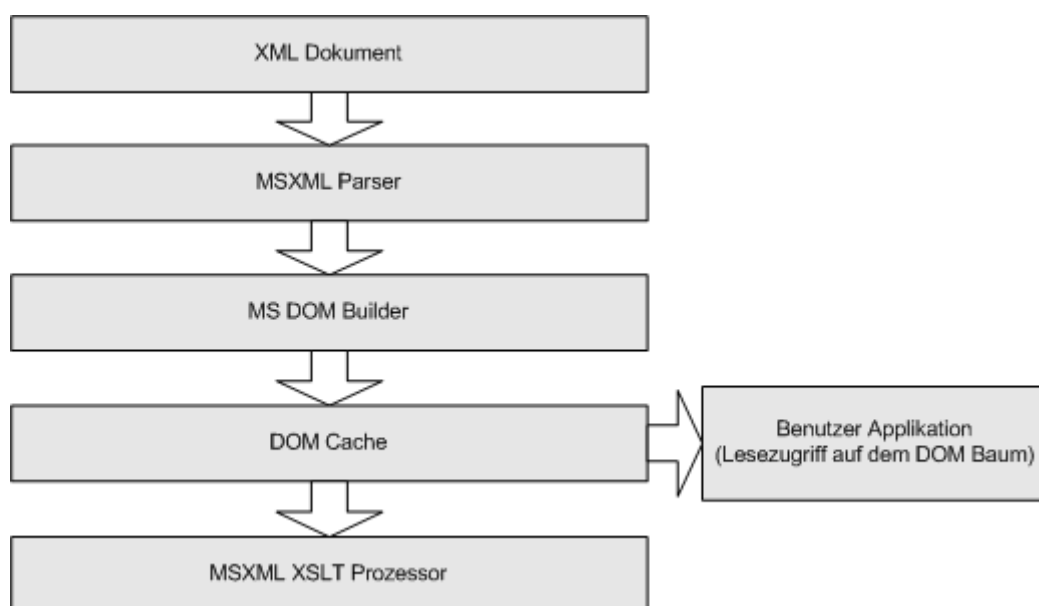 XML Dokument
MSXML Parser
MS DOM Builder
DOM Cache
Benutzer Applikation
(Lesezugriff auf dem DOM Baum)
MSXML XSLT Prozessor